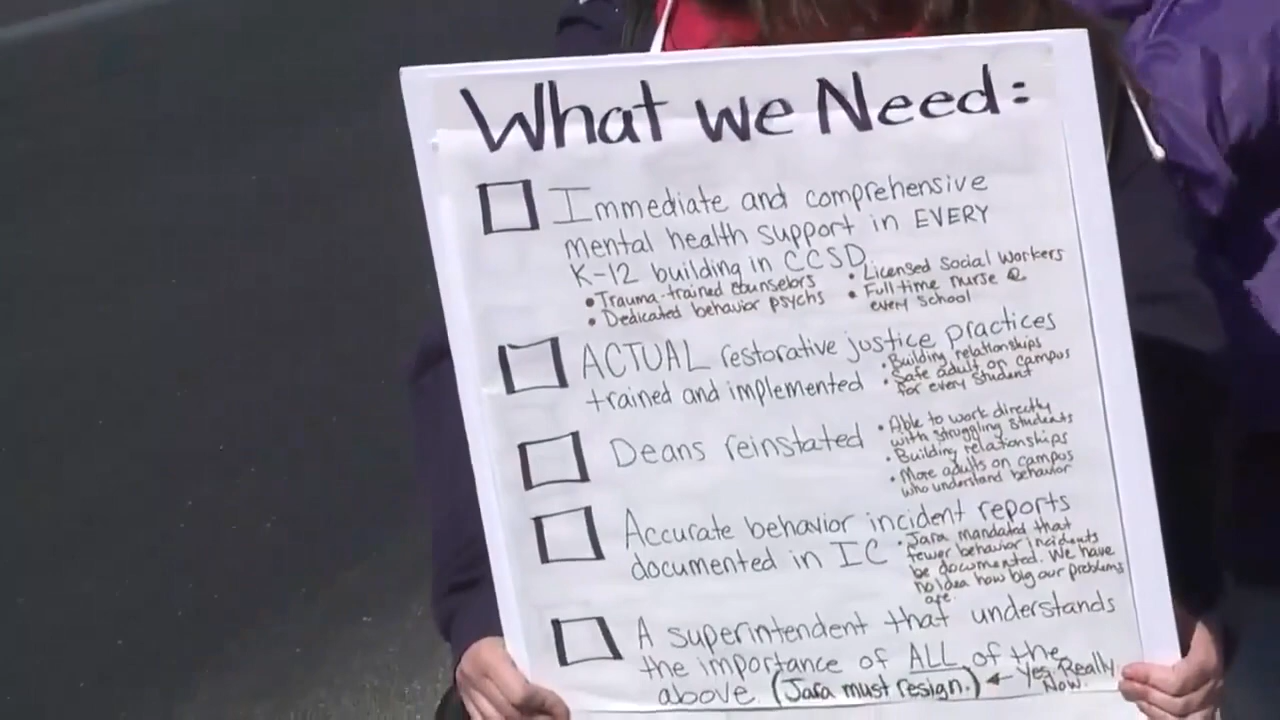 What we Need:
Immediate and comprehensive
mental health support in EVERY
K-12 building in CCSD
• Trauma-trained counselors
• Dedicated behavior psychs
• Licensed Social Workers
• Full time nurse @
every school
ACTUAL restorative justice practices
trained and implemented
• Building relationships
• Safe adult on campus
for every student
Deans reinstated
• Able to work directly
with struggling students
• Building relationships
• More adults on campus
who understand behavior
Accurate behavior incident reports
documented in IC
• Jara mandated that
fewer behavior incidents
be documented. We have
no idea how big our problems
are.
A superintendent that understands
the importance of ALL of the
above. (Jara must resign.) ← Yes, Really
Now.